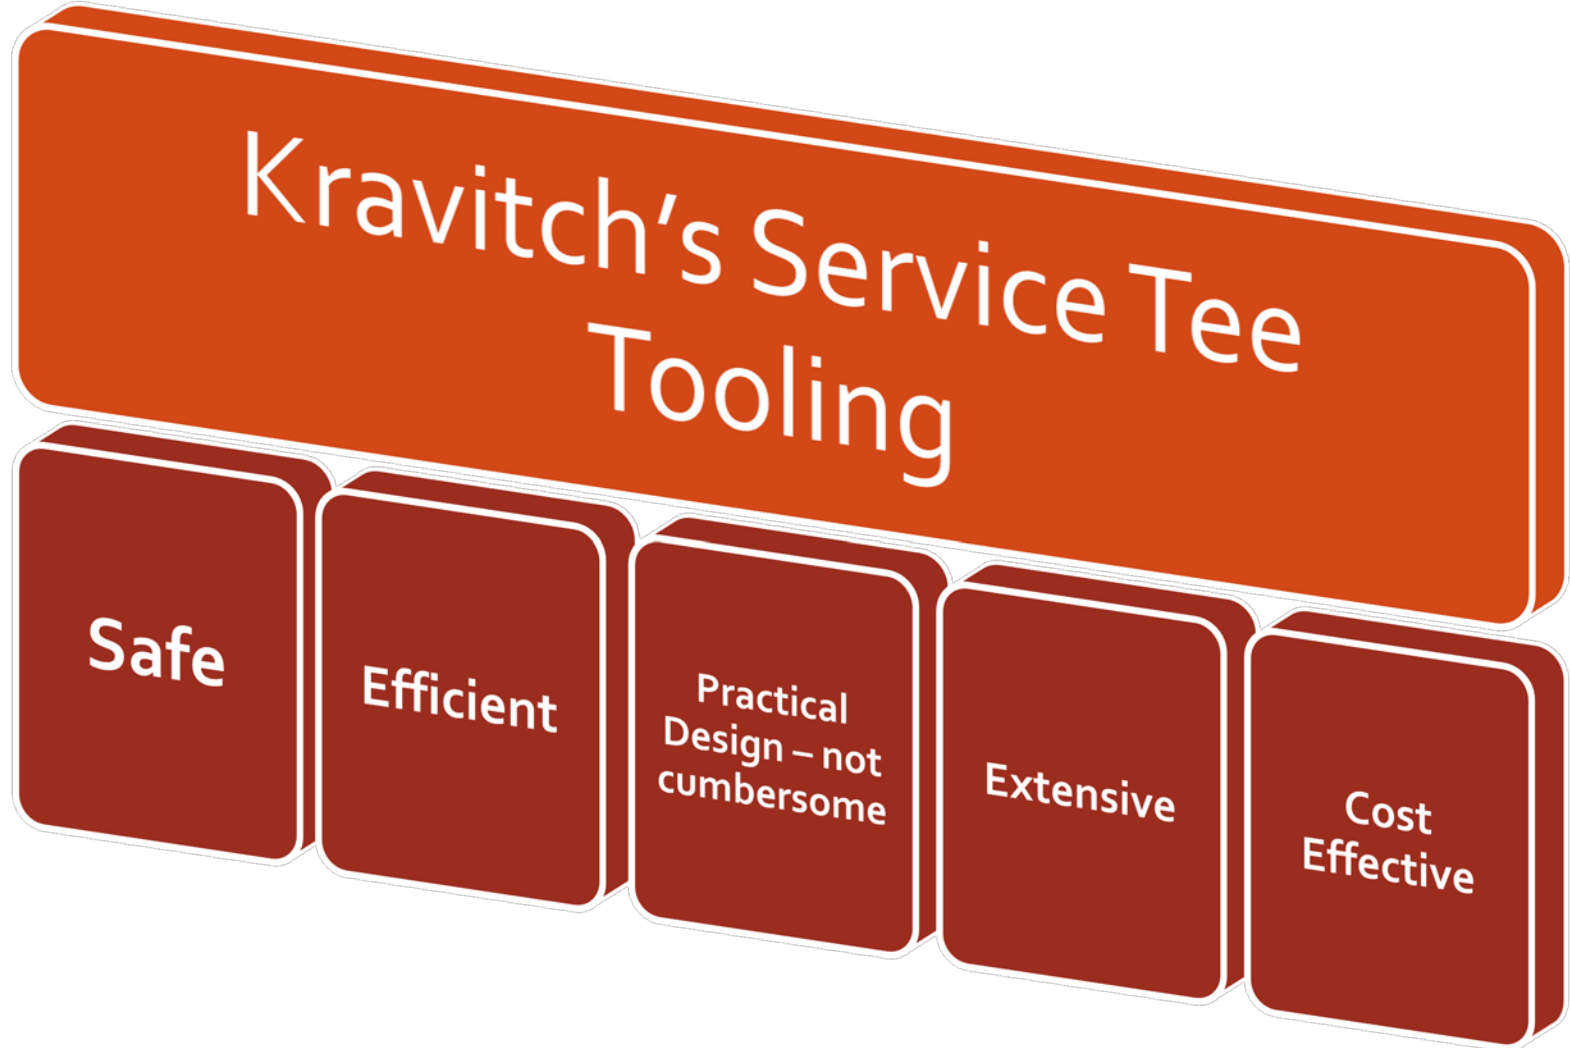 Kravitch’s Service Tee
Tooling
Safe
Efficient
Practical
Design – not
cumbersome
Extensive
Cost
Effective